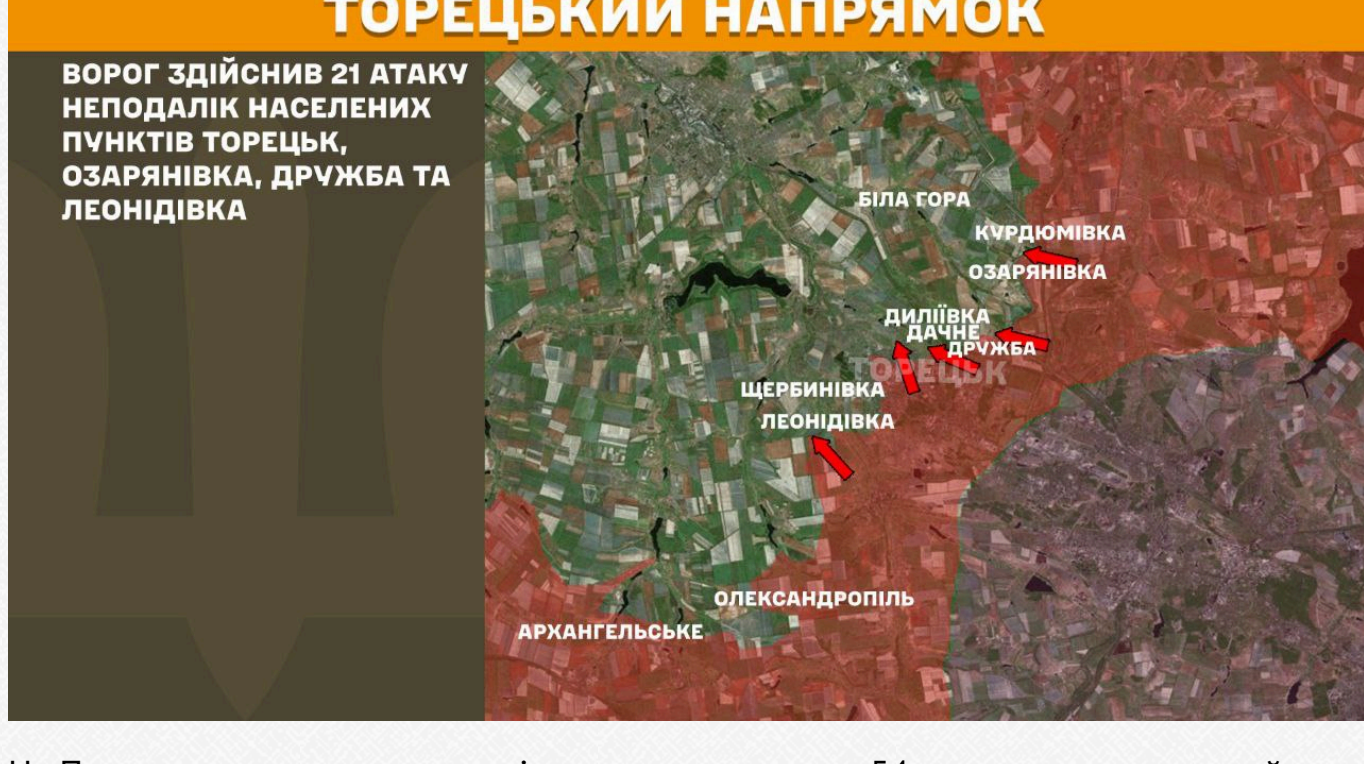 ТОРЕЦЬКИЙ НАПРЯМОК
ВОРОГ ЗДІЙСНИВ 21 АТАКУ
НЕПОДАЛІК НАСЕЛЕНИХ
ПУНКТІВ ТОРЕЦЬК,
ОЗАРЯНІВКА, ДРУЖБА ТА
ЛЕОНІДІВКА
БІЛА ГОРА
КУРДЮМІВКА
ОЗАРЯНІВКА
ДИЛІЇВКА
ДАЧНЕ
ДРУЖБА
ТОРЕЦЬК
ЩЕРБИНІВКА
ЛЕОНІДІВКА
ОЛЕКСАНДРОПІЛЬ
АРХАНГЕЛЬСЬКЕ